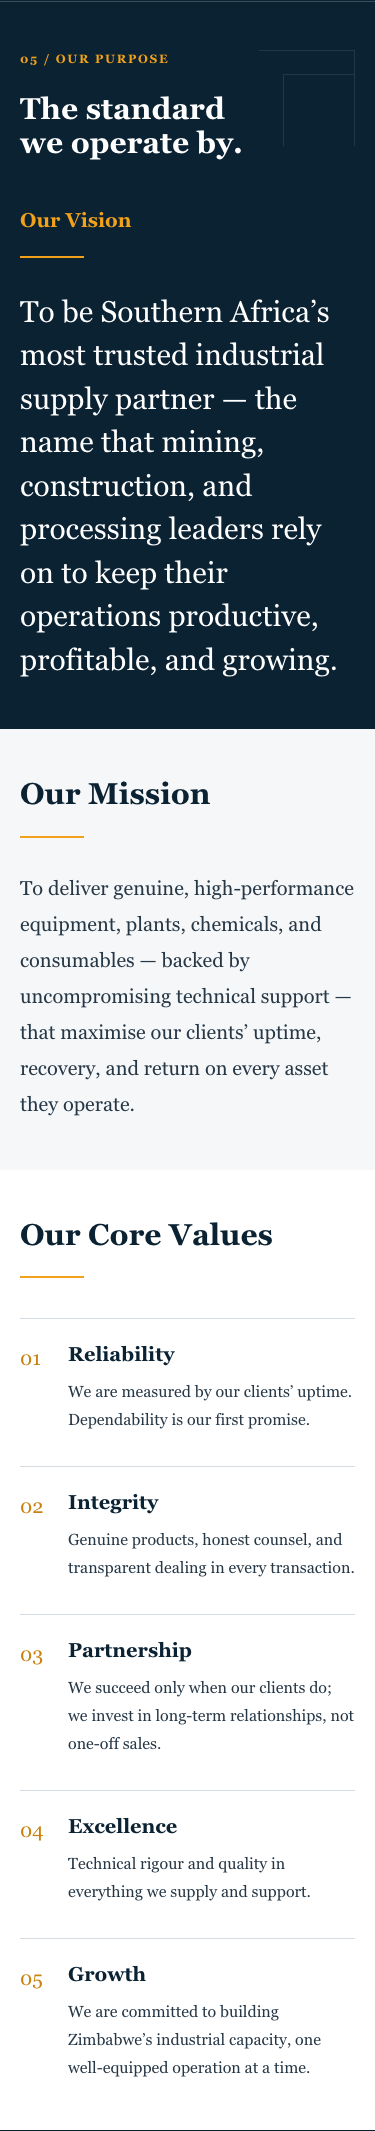 05 / OUR PURPOSE
The standard
we operate by.
Our Vision
To be Southern Africa’s
most trusted industrial
supply partner — the
name that mining,
construction, and
processing leaders rely
on to keep their
operations productive,
profitable, and growing.
Our Mission
To deliver genuine, high-performance
equipment, plants, chemicals, and
consumables — backed by
uncompromising technical support —
that maximise our clients’ uptime,
recovery, and return on every asset
they operate.
Our Core Values
01
Reliability
We are measured by our clients’ uptime.
Dependability is our first promise.
02
Integrity
Genuine products, honest counsel, and
transparent dealing in every transaction.
03
Partnership
We succeed only when our clients do;
we invest in long-term relationships, not
one-off sales.
04
Excellence
Technical rigour and quality in
everything we supply and support.
05
Growth
We are committed to building
Zimbabwe’s industrial capacity, one
well-equipped operation at a time.